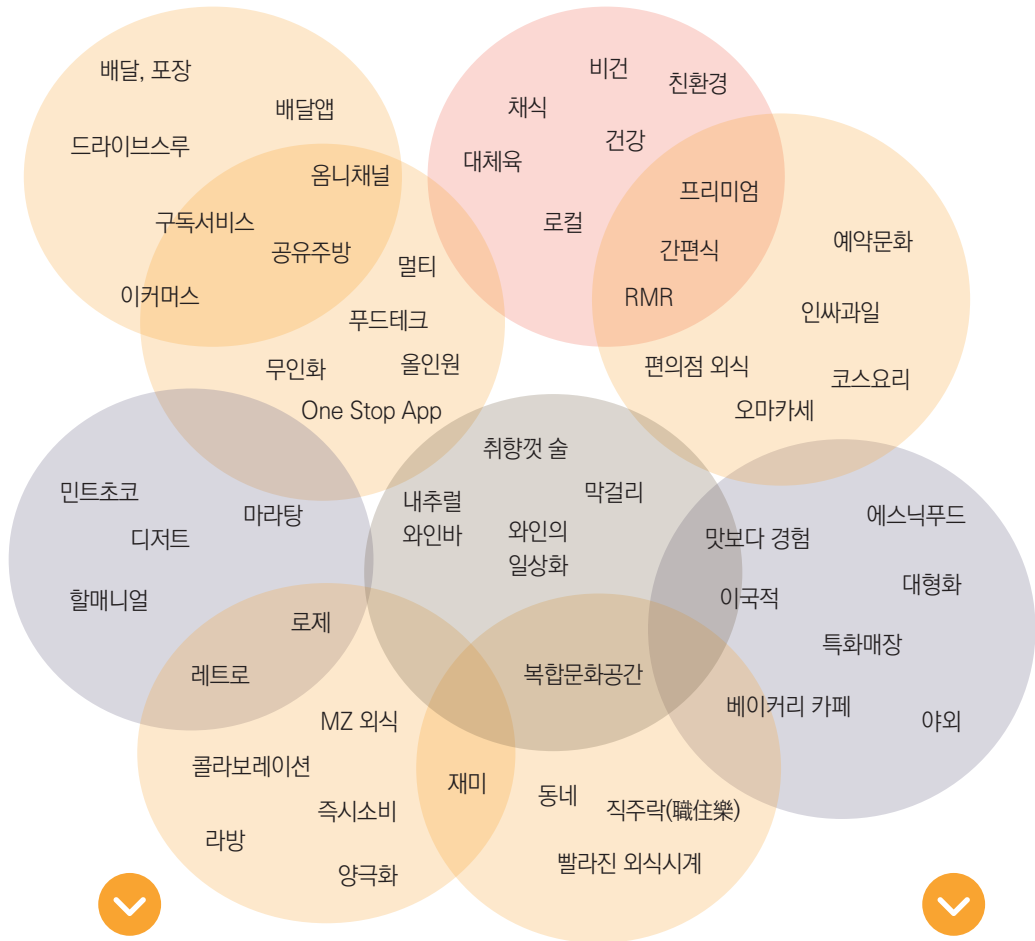 배달, 포장
배달앱
드라이브스루
옴니채널
구독서비스
공유주방
이커머스
멀티
푸드테크
무인화
올인원
One Stop App
비건
친환경
채식
건강
대체육
프리미엄
로컬
간편식
RMR
예약문화
인싸과일
편의점 외식
코스요리
오마카세
취향껏 술
내추럴
와인바
막걸리
와인의
일상화
민트초코
마라탕
디저트
할매니얼
로제
레트로
맛보다 경험
에스닉푸드
이국적
대형화
특화매장
베이커리 카페
야외
복합문화공간
MZ 외식
콜라보레이션
재미
즉시소비
라방
양극화
동네
직주락(職住樂)
빨라진 외식시계